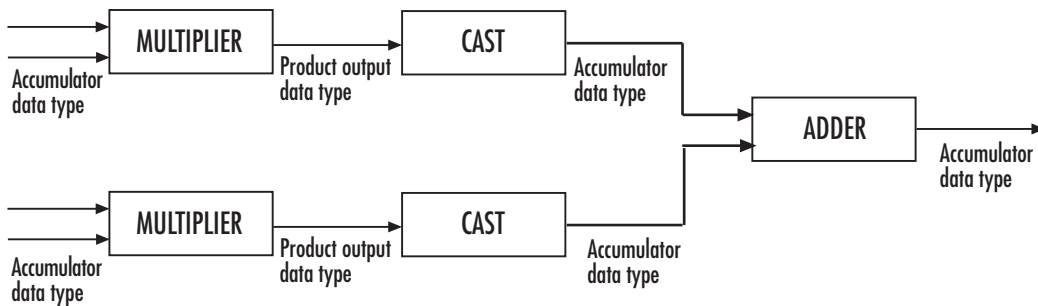 MULTIPLIER
CAST
Accumulator
data type
Product output
data type
Accumulator
data type
ADDER
Accumulator
data type
MULTIPLIER
CAST
Accumulator
data type
Product output
data type
Accumulator
data type